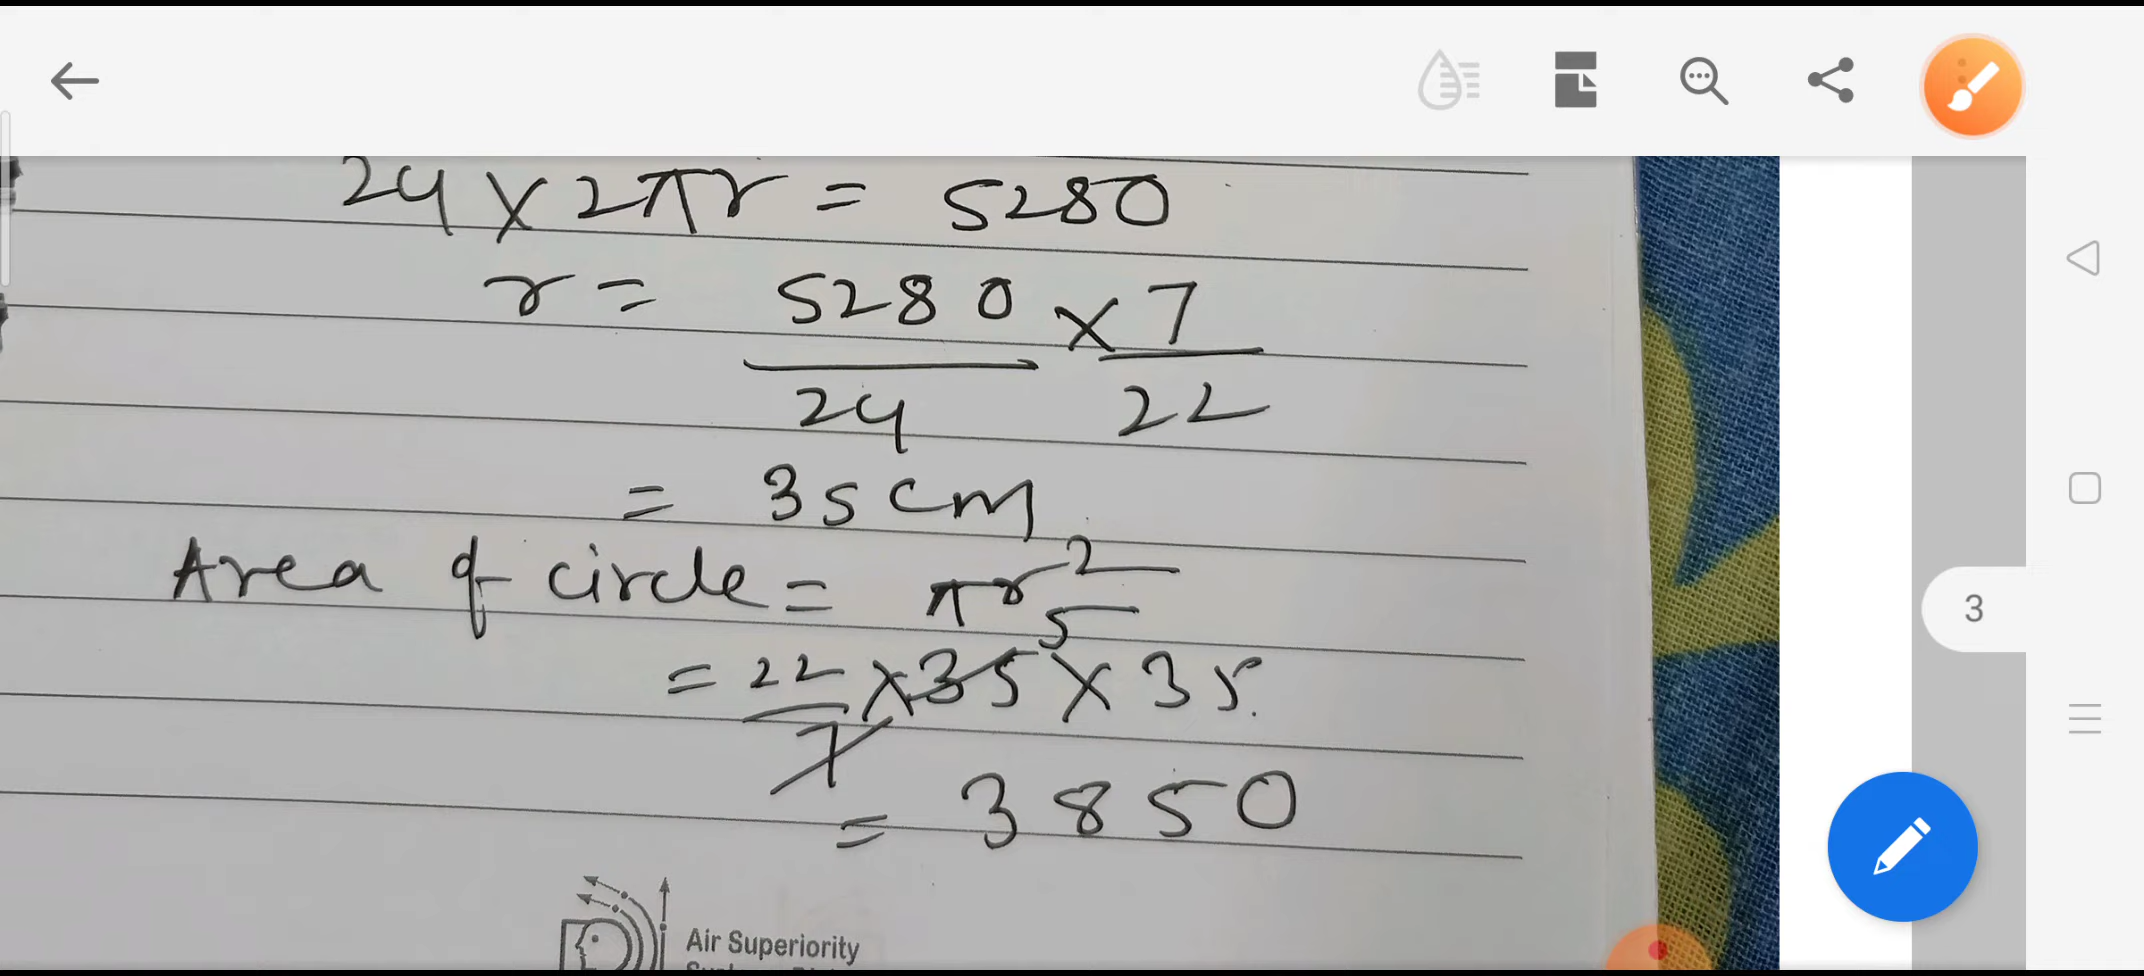 24 × 2πr = 5280
r = 5280/24 × 7/22
= 35 cm
Area of circle = πr²
5
= 22/7 × 35 × 35
= 3850
Air Superiority
3